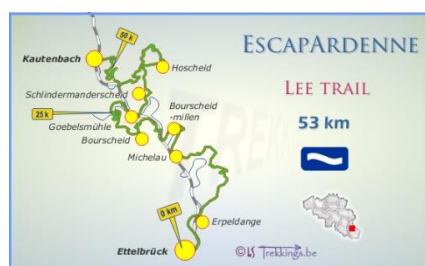 ESCAPARDENNE
LEE TRAIL
53 km
Kautenbach
50 k
Hoscheid
Schlindermanderscheid
Bourscheid
-millen
25 k
Goebelsmühle
Bourscheid
Michelau
0 km
Erpeldange
Ettelbrück
©LS Trekkings.be